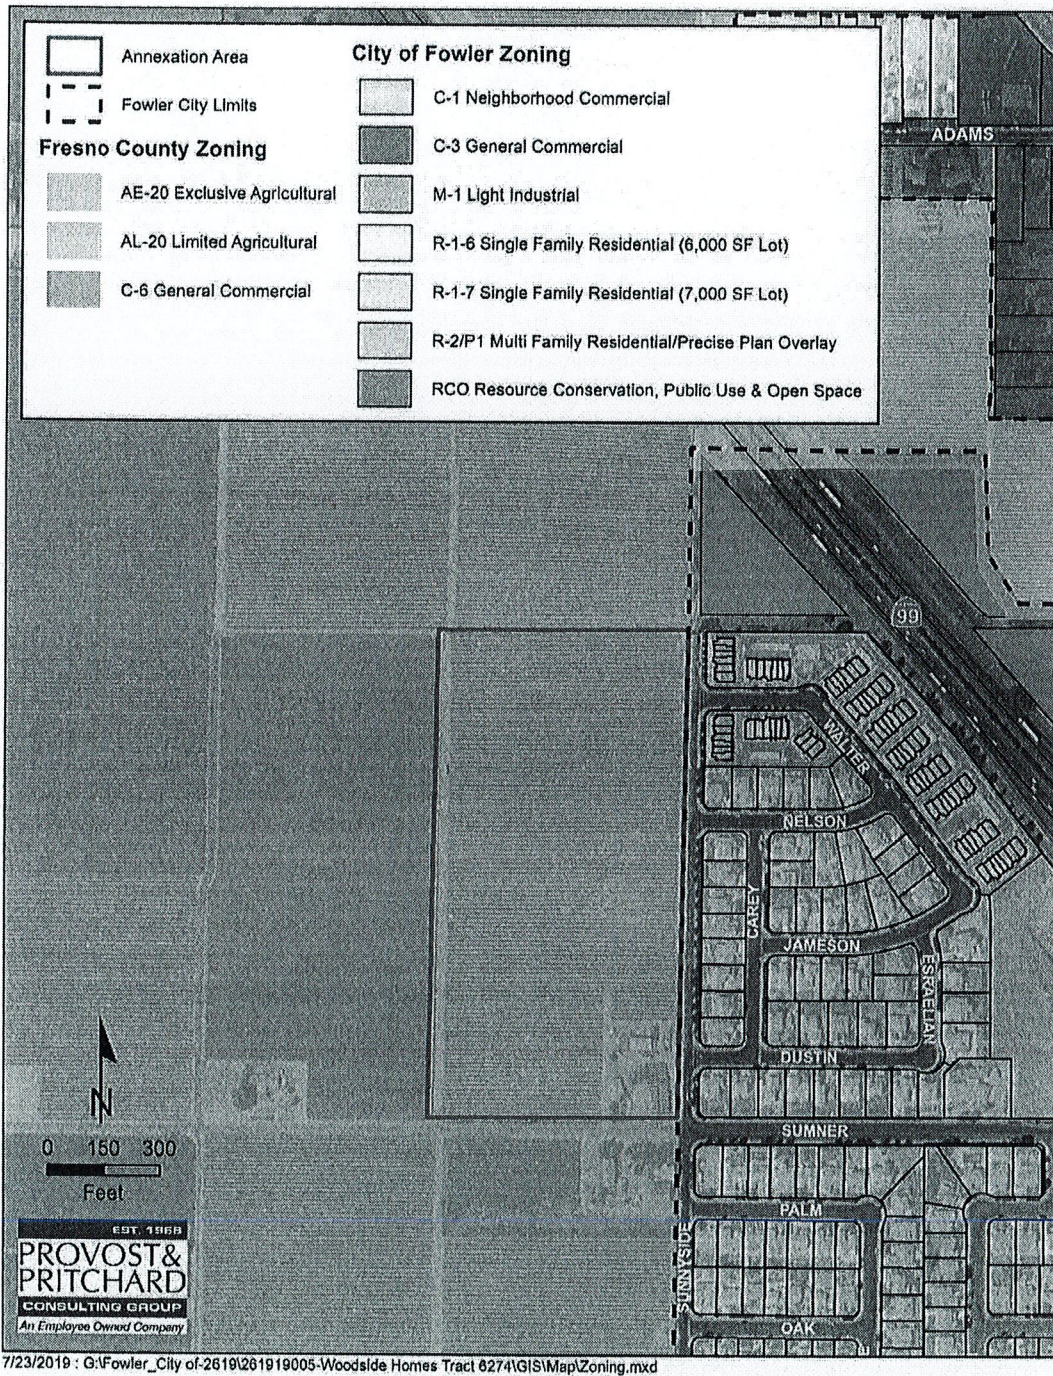 Annexation Area
Fowler City Limits
Fresno County Zoning
AE-20 Exclusive Agricultural
AL-20 Limited Agricultural
C-6 General Commercial
City of Fowler Zoning
C-1 Neighborhood Commercial
C-3 General Commercial
M-1 Light Industrial
R-1-6 Single Family Residential (6,000 SF Lot)
R-1-7 Single Family Residential (7,000 SF Lot)
R-2/P1 Multi Family Residential/Precise Plan Overlay
RCO Resource Conservation, Public Use & Open Space
ADAMS
99
WALTER
NELSON
CAREY
JAMESON
ESRAELIAN
DUSTIN
SUMNER
PALM
SUNNYSIDE
OAK
N
0 150 300
Feet
EST. 1968
PROVOST&
PRITCHARD
CONSULTING GROUP
An Employee Owned Company
7/23/2019 : G:\Fowler_City of-2619\261919005-Woodside Homes Tract 6274\GIS\Map\Zoning.mxd